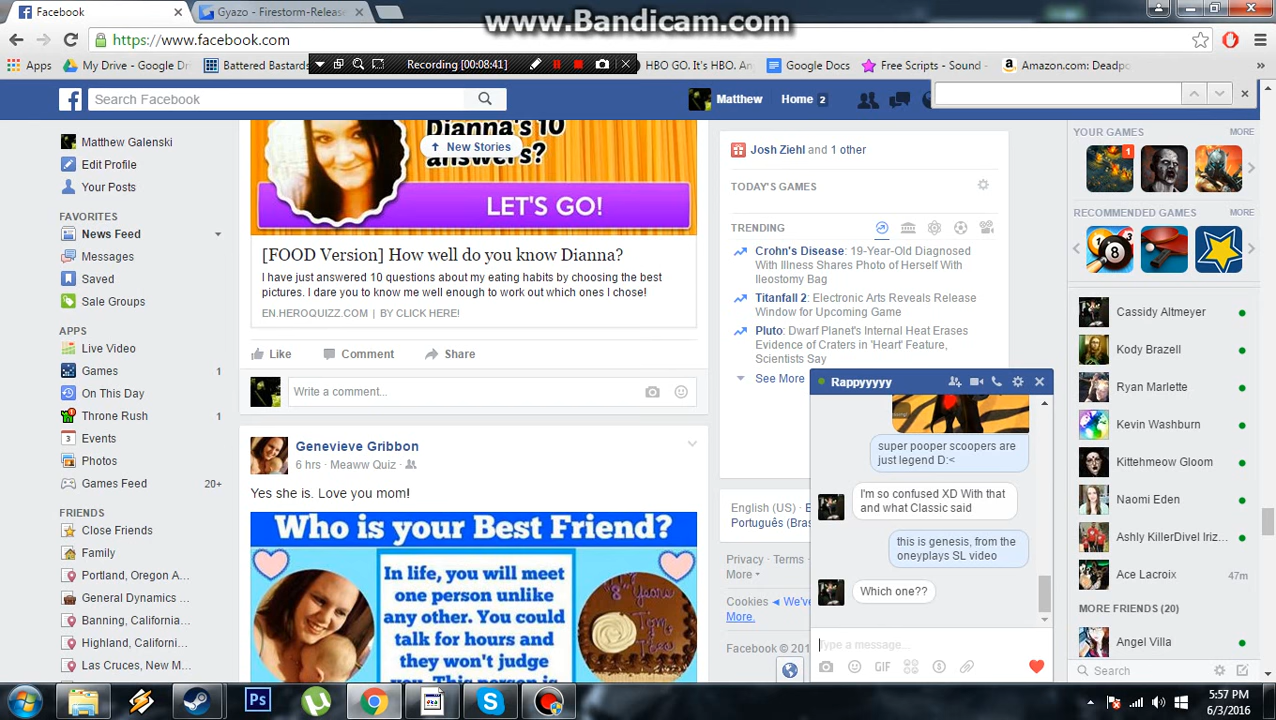 www.Bandicam.com
Facebook
Gyazo - Firestorm-Release
https://www.facebook.com
Apps
My Drive - Google Dri
Battered Bastards
Recording [00:08:41]
HBO GO. It's HBO. An
Google Docs
Free Scripts - Sound -
Amazon.com: Deadpo
Search Facebook
Matthew
Home 2
Matthew Galenski
Edit Profile
Your Posts
FAVORITES
News Feed
Messages
Saved
Sale Groups
APPS
Live Video
Games 1
On This Day
Throne Rush 1
Events
Photos
Games Feed 20+
FRIENDS
Close Friends
Family
Portland, Oregon A...
General Dynamics ...
Banning, California...
Highland, Californi...
Las Cruces, New M...
Dianna's 10
New Stories
answers?
LET'S GO!
[FOOD Version] How well do you know Dianna?
I have just answered 10 questions about my eating habits by choosing the best
pictures. I dare you to know me well enough to work out which ones I chose!
EN.HEROQUIZZ.COM | BY CLICK HERE!
Like Comment Share
Write a comment...
Genevieve Gribbon
6 hrs · Meaww Quiz ·
Yes she is. Love you mom!
Who is your Best Friend?
In life, you will meet
one person unlike
any other. You could
talk for hours and
they won't judge
you. This person is
Josh Ziehl and 1 other
TODAY'S GAMES
TRENDING
Crohn's Disease: 19-Year-Old Diagnosed
With Illness Shares Photo of Herself With
Ileostomy Bag
Titanfall 2: Electronic Arts Reveals Release
Window for Upcoming Game
Pluto: Dwarf Planet's Internal Heat Erases
Evidence of Craters in 'Heart' Feature,
Scientists Say
See More
English (US) ·
Português (Bras
Privacy · Terms ·
More
Cookies We've
More.
Facebook © 201
Rappyyyyy
super pooper scoopers are
just legend D:<
I'm so confused XD With that
and what Classic said
this is genesis, from the
oneyplays SL video
Which one??
Type a message...
GIF
YOUR GAMES MORE
1
RECOMMENDED GAMES MORE
8
Cassidy Altmeyer
Kody Brazell
Ryan Marlette
Kevin Washburn
Kittehmeow Gloom
Naomi Eden
Ashly KillerDivel Iriz...
Ace Lacroix 47m
MORE FRIENDS (20)
Angel Villa
Search
Ps
5:57 PM
6/3/2016